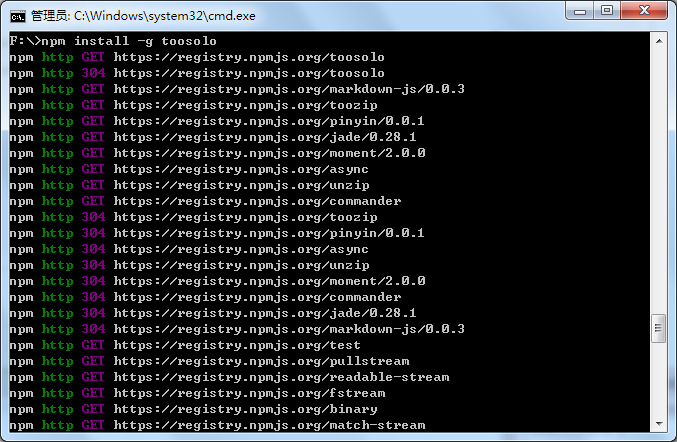 管理员: C:\Windows\system32\cmd.exe
F:\>npm install -g toosolo
npm http GET https://registry.npmjs.org/toosolo
npm http 304 https://registry.npmjs.org/toosolo
npm http GET https://registry.npmjs.org/markdown-js/0.0.3
npm http GET https://registry.npmjs.org/toozip
npm http GET https://registry.npmjs.org/pinyin/0.0.1
npm http GET https://registry.npmjs.org/jade/0.28.1
npm http GET https://registry.npmjs.org/moment/2.0.0
npm http GET https://registry.npmjs.org/async
npm http GET https://registry.npmjs.org/unzip
npm http GET https://registry.npmjs.org/commander
npm http 304 https://registry.npmjs.org/toozip
npm http 304 https://registry.npmjs.org/pinyin/0.0.1
npm http 304 https://registry.npmjs.org/async
npm http 304 https://registry.npmjs.org/unzip
npm http 304 https://registry.npmjs.org/moment/2.0.0
npm http 304 https://registry.npmjs.org/commander
npm http 304 https://registry.npmjs.org/jade/0.28.1
npm http 304 https://registry.npmjs.org/markdown-js/0.0.3
npm http GET https://registry.npmjs.org/test
npm http GET https://registry.npmjs.org/pullstream
npm http GET https://registry.npmjs.org/readable-stream
npm http GET https://registry.npmjs.org/fstream
npm http GET https://registry.npmjs.org/binary
npm http GET https://registry.npmjs.org/match-stream